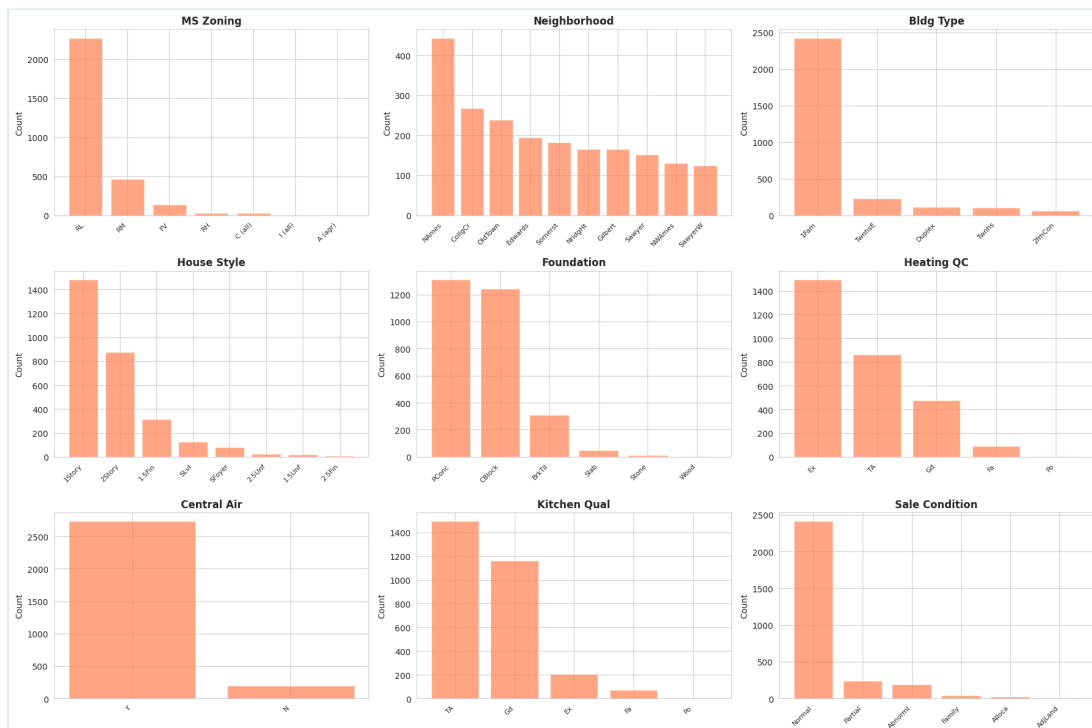 MS Zoning
Count
2000
1500
1000
500
0
RL
RM
FV
RH
C (all)
I (all)
A (agr)
Neighborhood
Count
400
300
200
100
0
NAmes
CollgCr
OldTown
Edwards
Somerst
NridgHt
Gilbert
Sawyer
NWAmes
SawyerW
Bldg Type
Count
2500
2000
1500
1000
500
0
1Fam
TwnhsE
Duplex
Twnhs
2fmCon
House Style
Count
1400
1200
1000
800
600
400
200
0
1Story
2Story
1.5Fin
SLvl
SFoyer
2.5Unf
1.5Unf
2.5Fin
Foundation
Count
1200
1000
800
600
400
200
0
PConc
CBlock
BrkTil
Slab
Stone
Wood
Heating QC
Count
1400
1200
1000
800
600
400
200
0
Ex
TA
Gd
Fa
Po
Central Air
Count
2500
2000
1500
1000
500
0
Y
N
Kitchen Qual
Count
1400
1200
1000
800
600
400
200
0
TA
Gd
Ex
Fa
Po
Sale Condition
Count
2500
2000
1500
1000
500
0
Normal
Partial
Abnorml
Family
Alloca
AdjLand